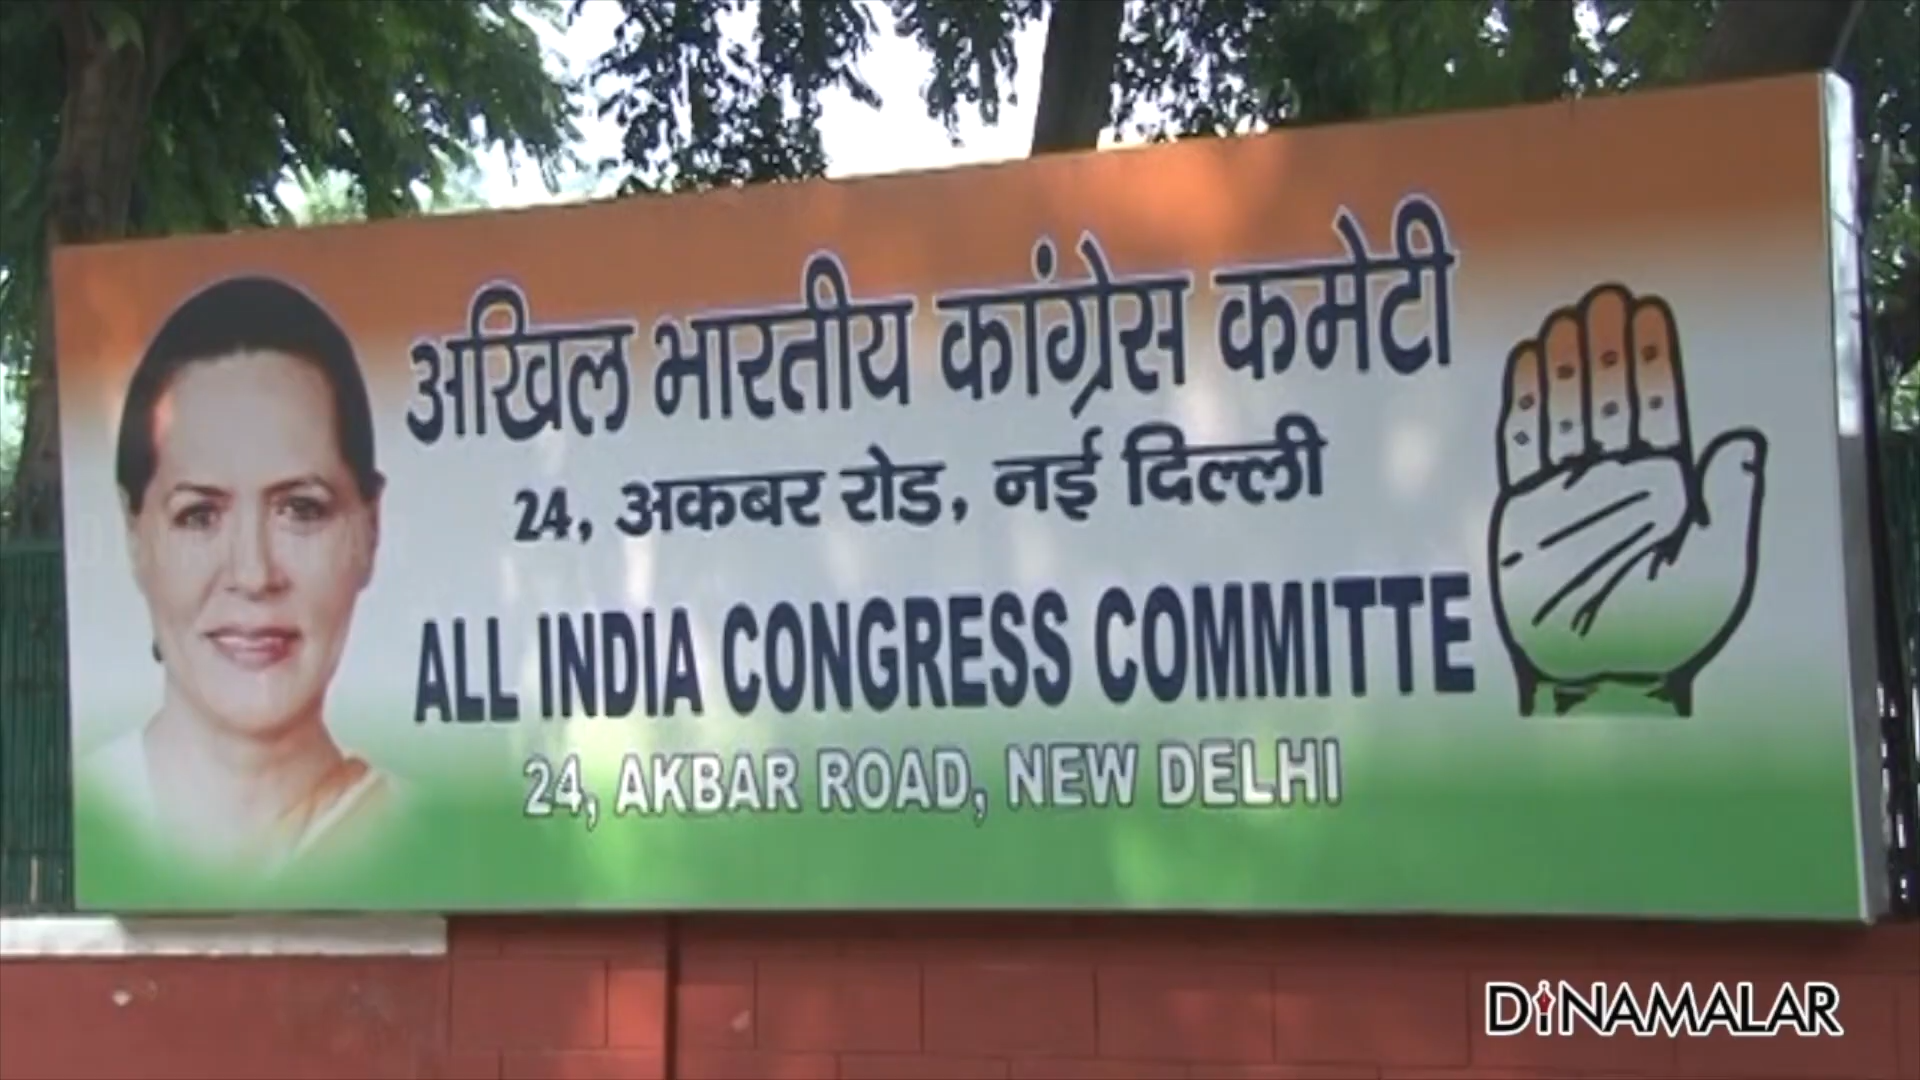 अखिल भारतीय कांग्रेस कमेटी
24, अकबर रोड, नई दिल्ली
ALL INDIA CONGRESS COMMITTE
24, AKBAR ROAD, NEW DELHI
DINAMALAR